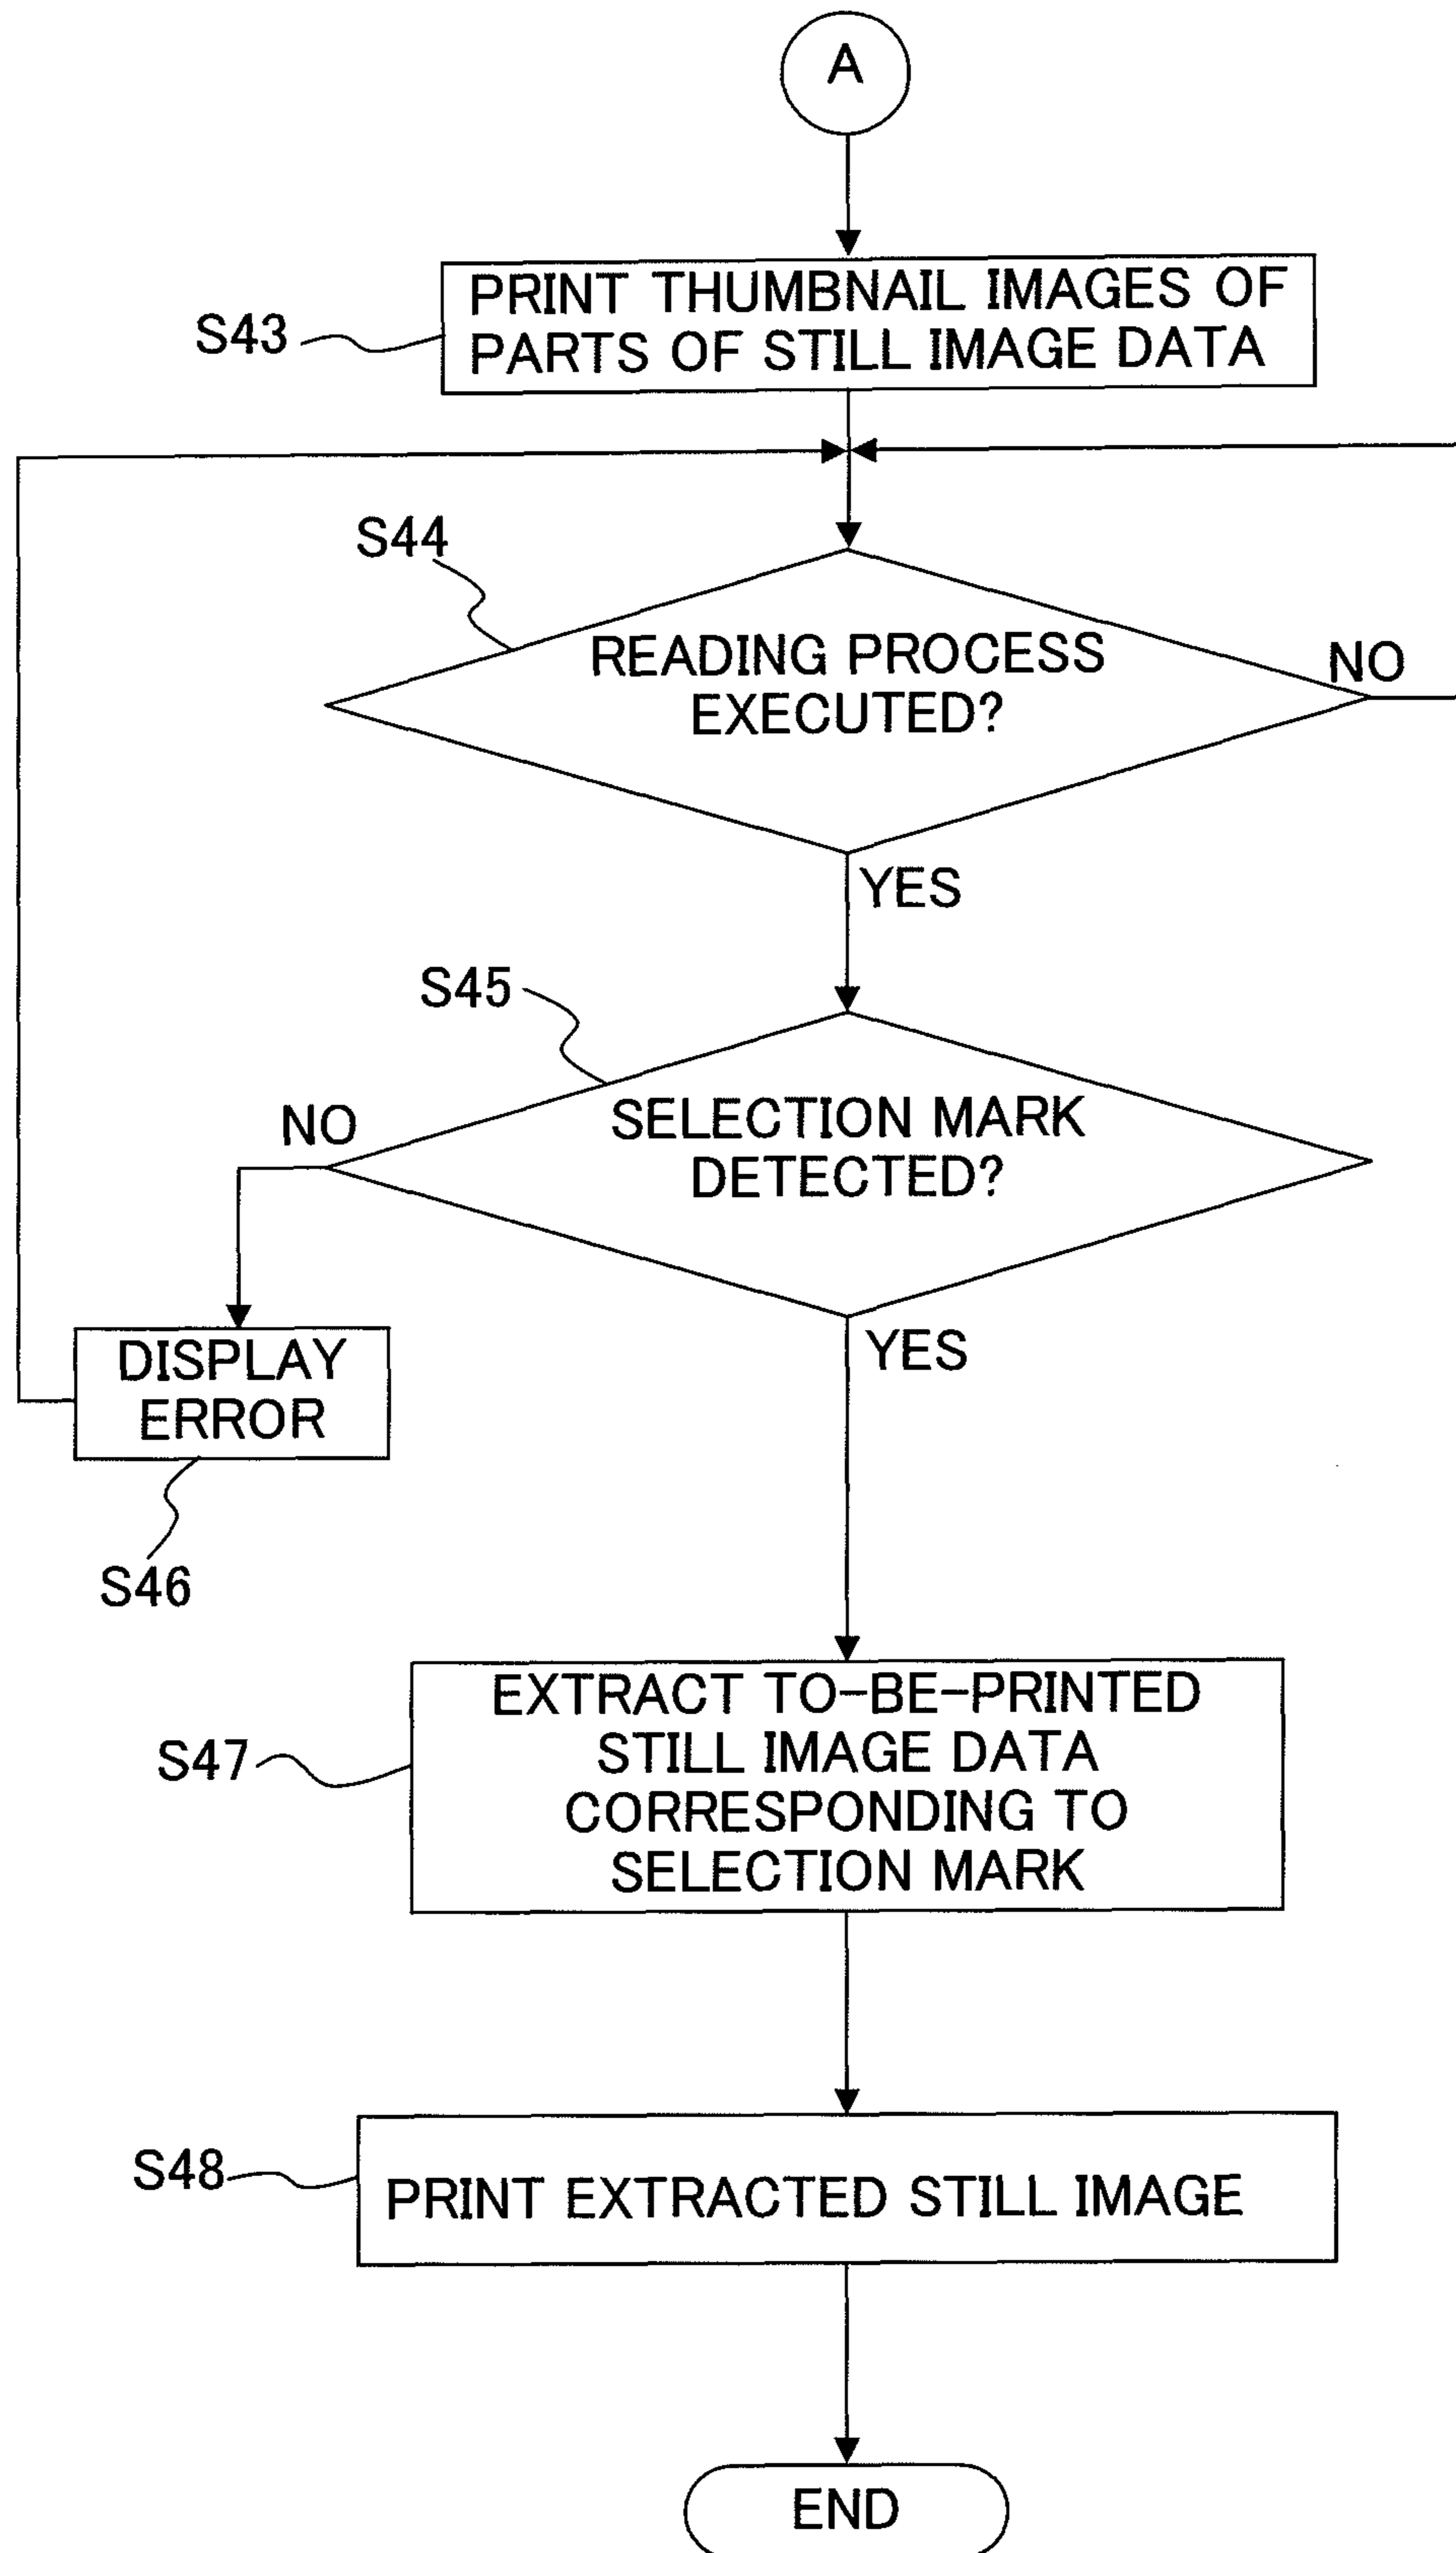 A
S43
PRINT THUMBNAIL IMAGES OF
PARTS OF STILL IMAGE DATA
S44
READING PROCESS
EXECUTED?
NO
YES
S45
SELECTION MARK
DETECTED?
NO
YES
DISPLAY
ERROR
S46
S47
EXTRACT TO-BE-PRINTED
STILL IMAGE DATA
CORRESPONDING TO
SELECTION MARK
S48
PRINT EXTRACTED STILL IMAGE
END